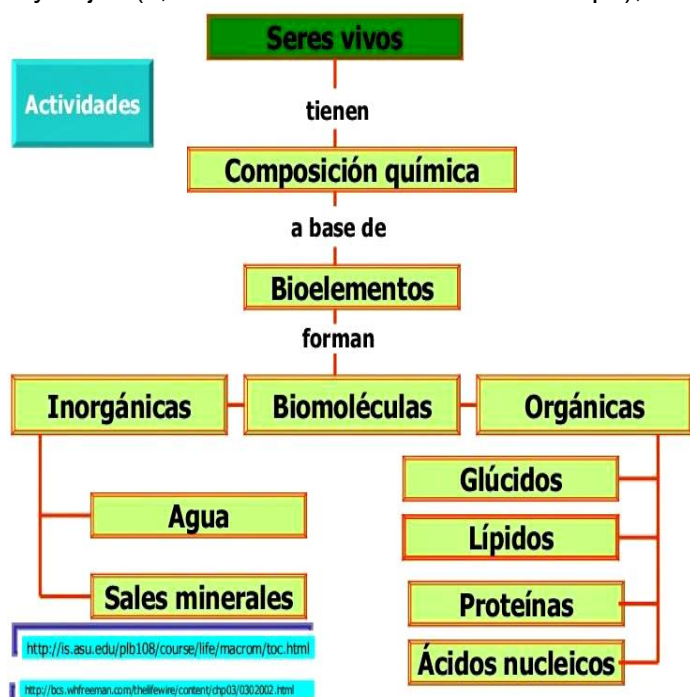 Seres vivos
Actividades
tienen
Composición química
a base de
Bioelementos
forman
Inorgánicas
Biomoléculas
Orgánicas
Glúcidos
Agua
Lípidos
Sales minerales
Proteínas
Ácidos nucleicos
http://is.asu.edu/plb108/course/life/macrom/toc.html
http://bcs.whfreeman.com/thelifewire/content/chp03/0302002.html